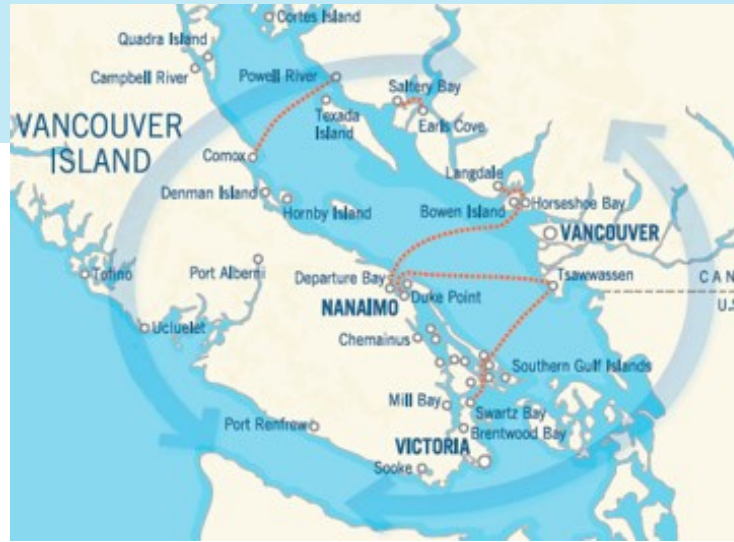 Cortes Island
Quadra Island
Campbell River
Powell River
Saltery Bay
VANCOUVER
ISLAND
Texada
Island
Earls Cove
Comox
Langdale
Denman Island
Hornby Island
Bowen Island
Horseshoe Bay
VANCOUVER
Tofino
Port Alberni
Departure Bay
Tsawwassen
CAN
U.S
NANAIMO
Duke Point
Ucluelet
Chemainus
Southern Gulf Islands
Mill Bay
Swartz Bay
Port Renfrew
Brentwood Bay
VICTORIA
Sooke